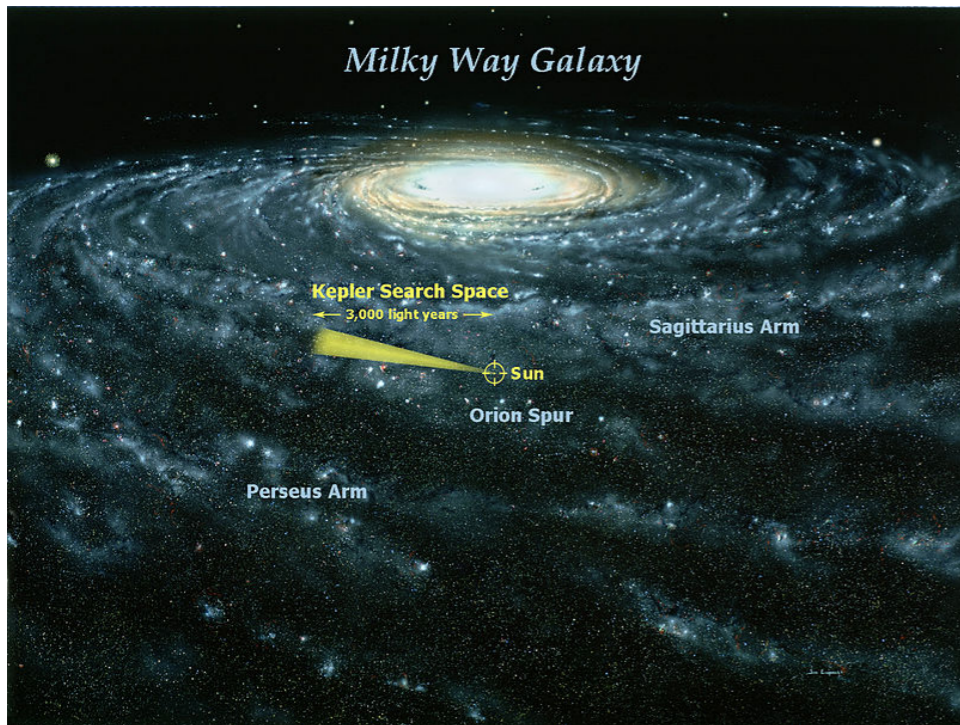 Milky Way Galaxy
Kepler Search Space
3,000 light years
Sagittarius Arm
Sun
Orion Spur
Perseus Arm